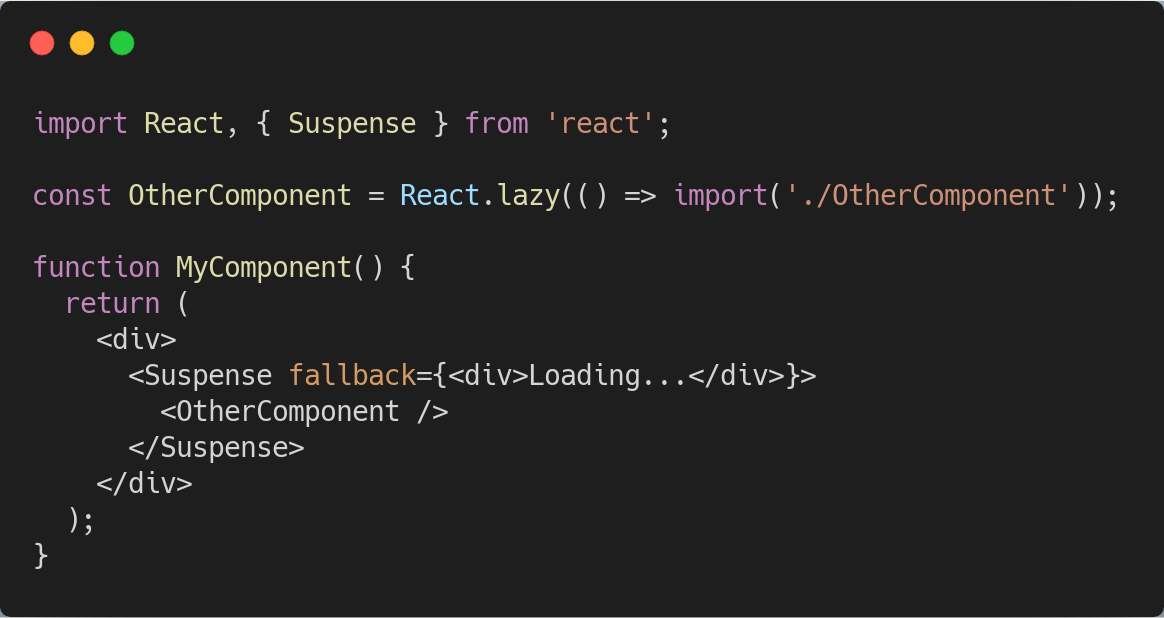 import React, { Suspense } from 'react';
const OtherComponent = React.lazy(() => import('./OtherComponent'));
function MyComponent() {
  return (
    <div>
      <Suspense fallback={<div>Loading...</div>}>
        <OtherComponent />
      </Suspense>
    </div>
  );
}